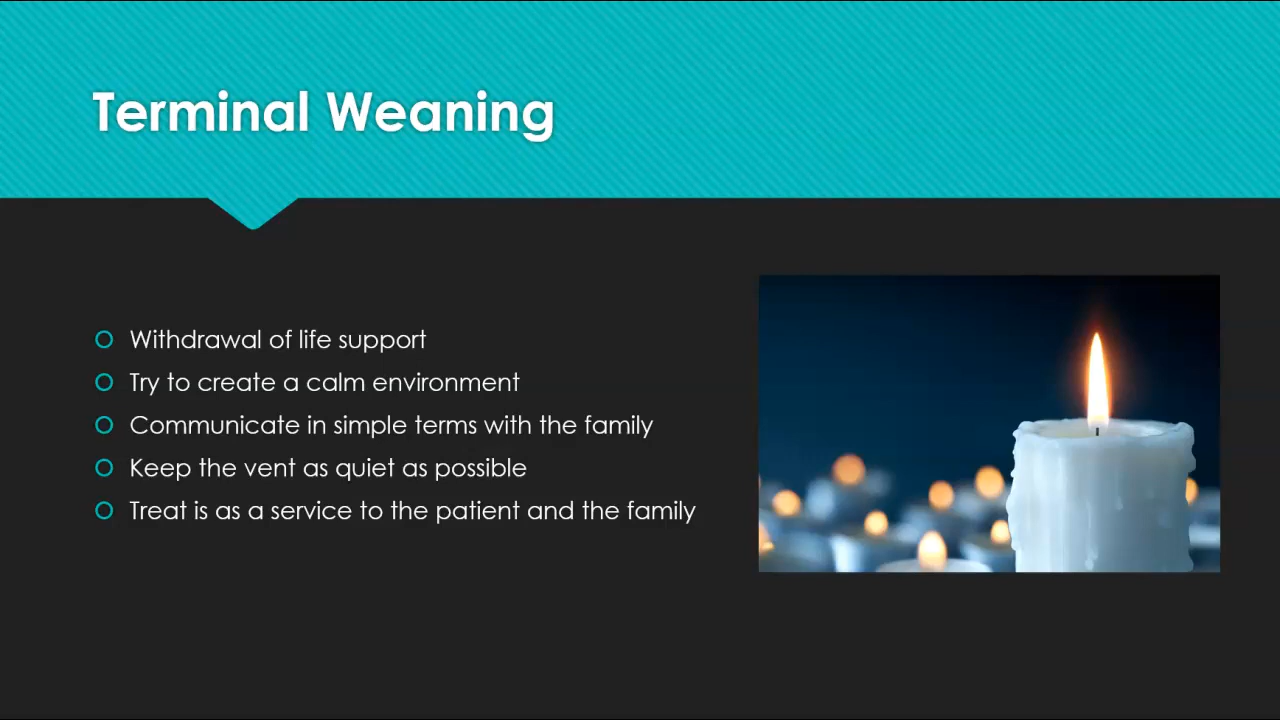 Terminal Weaning
Withdrawal of life support
Try to create a calm environment
Communicate in simple terms with the family
Keep the vent as quiet as possible
Treat is as a service to the patient and the family